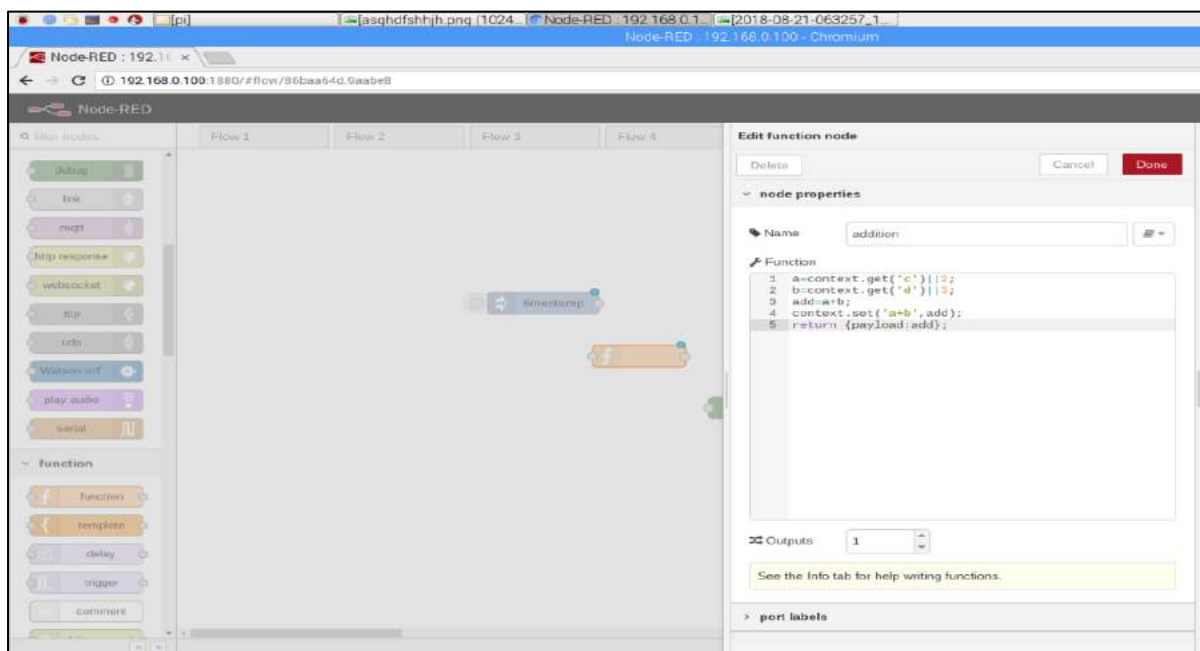 [pi]
[asghdfshhjh.png (1024...
Node-RED : 192.168.0.1...
[2018-08-21-063257_1...
Node-RED : 192.168.0.100 - Chromium
Node-RED : 192.16
192.168.0.100:1880/#flow/86baa64d.9aabe8
Node-RED
filter nodes
Flow 1
Flow 2
Flow 3
Flow 4
debug
link
mqtt
http response
websocket
tcp
udp
Watson IoT
play audio
serial
function
function
template
delay
trigger
comment
timestamp
Edit function node
Delete
Cancel
Done
node properties
Name
addition
Function
1 a=context.get('c')||2;
2 b=context.get('d')||3;
3 add=a+b;
4 context.set('a+b',add);
5 return {payload:add};
Outputs
1
See the Info tab for help writing functions.
port labels